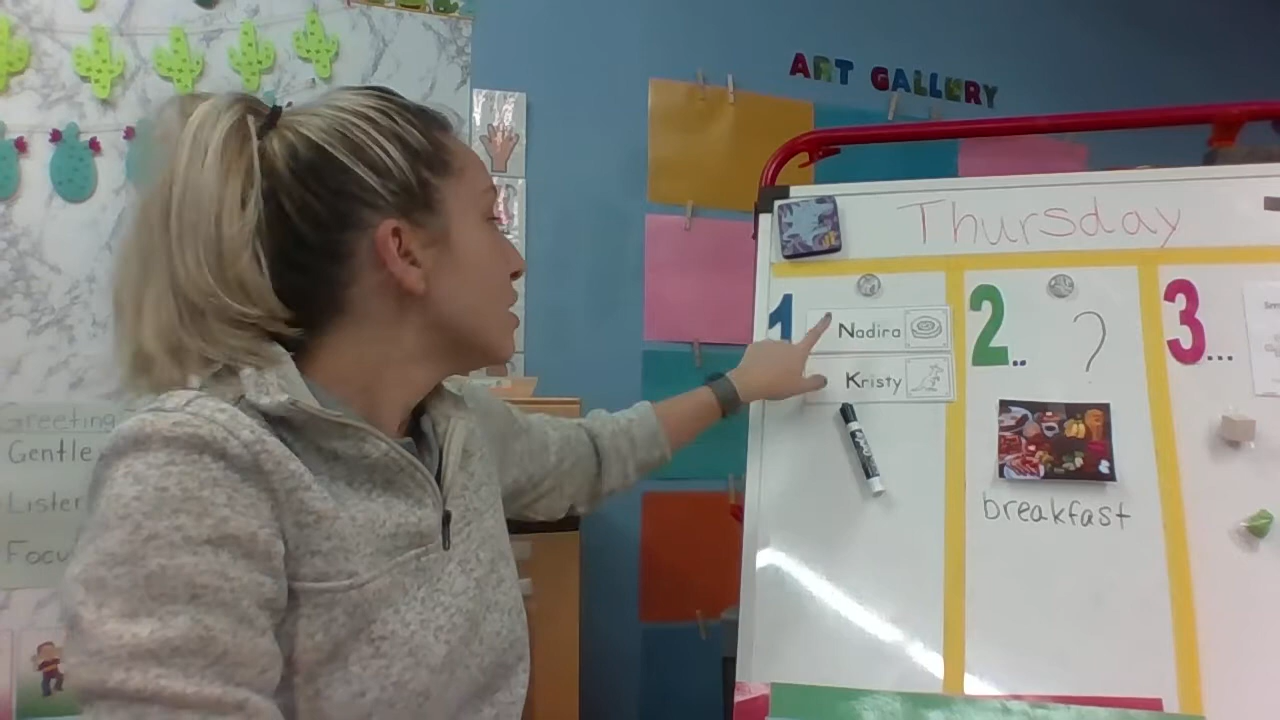 ART GALLERY
Thursday
1
Nadira
Kristy
2..
?
breakfast
3...
Greeting
Gentle
Listen
Focu